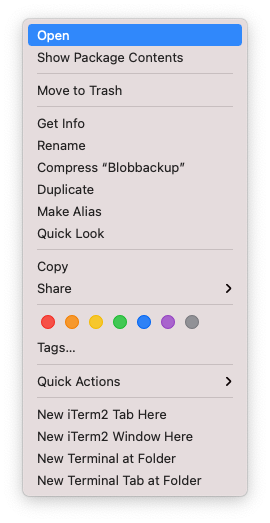 Open
Show Package Contents
Move to Trash
Get Info
Rename
Compress “Blobbackup”
Duplicate
Make Alias
Quick Look
Copy
Share
Tags...
Quick Actions
New iTerm2 Tab Here
New iTerm2 Window Here
New Terminal at Folder
New Terminal Tab at Folder